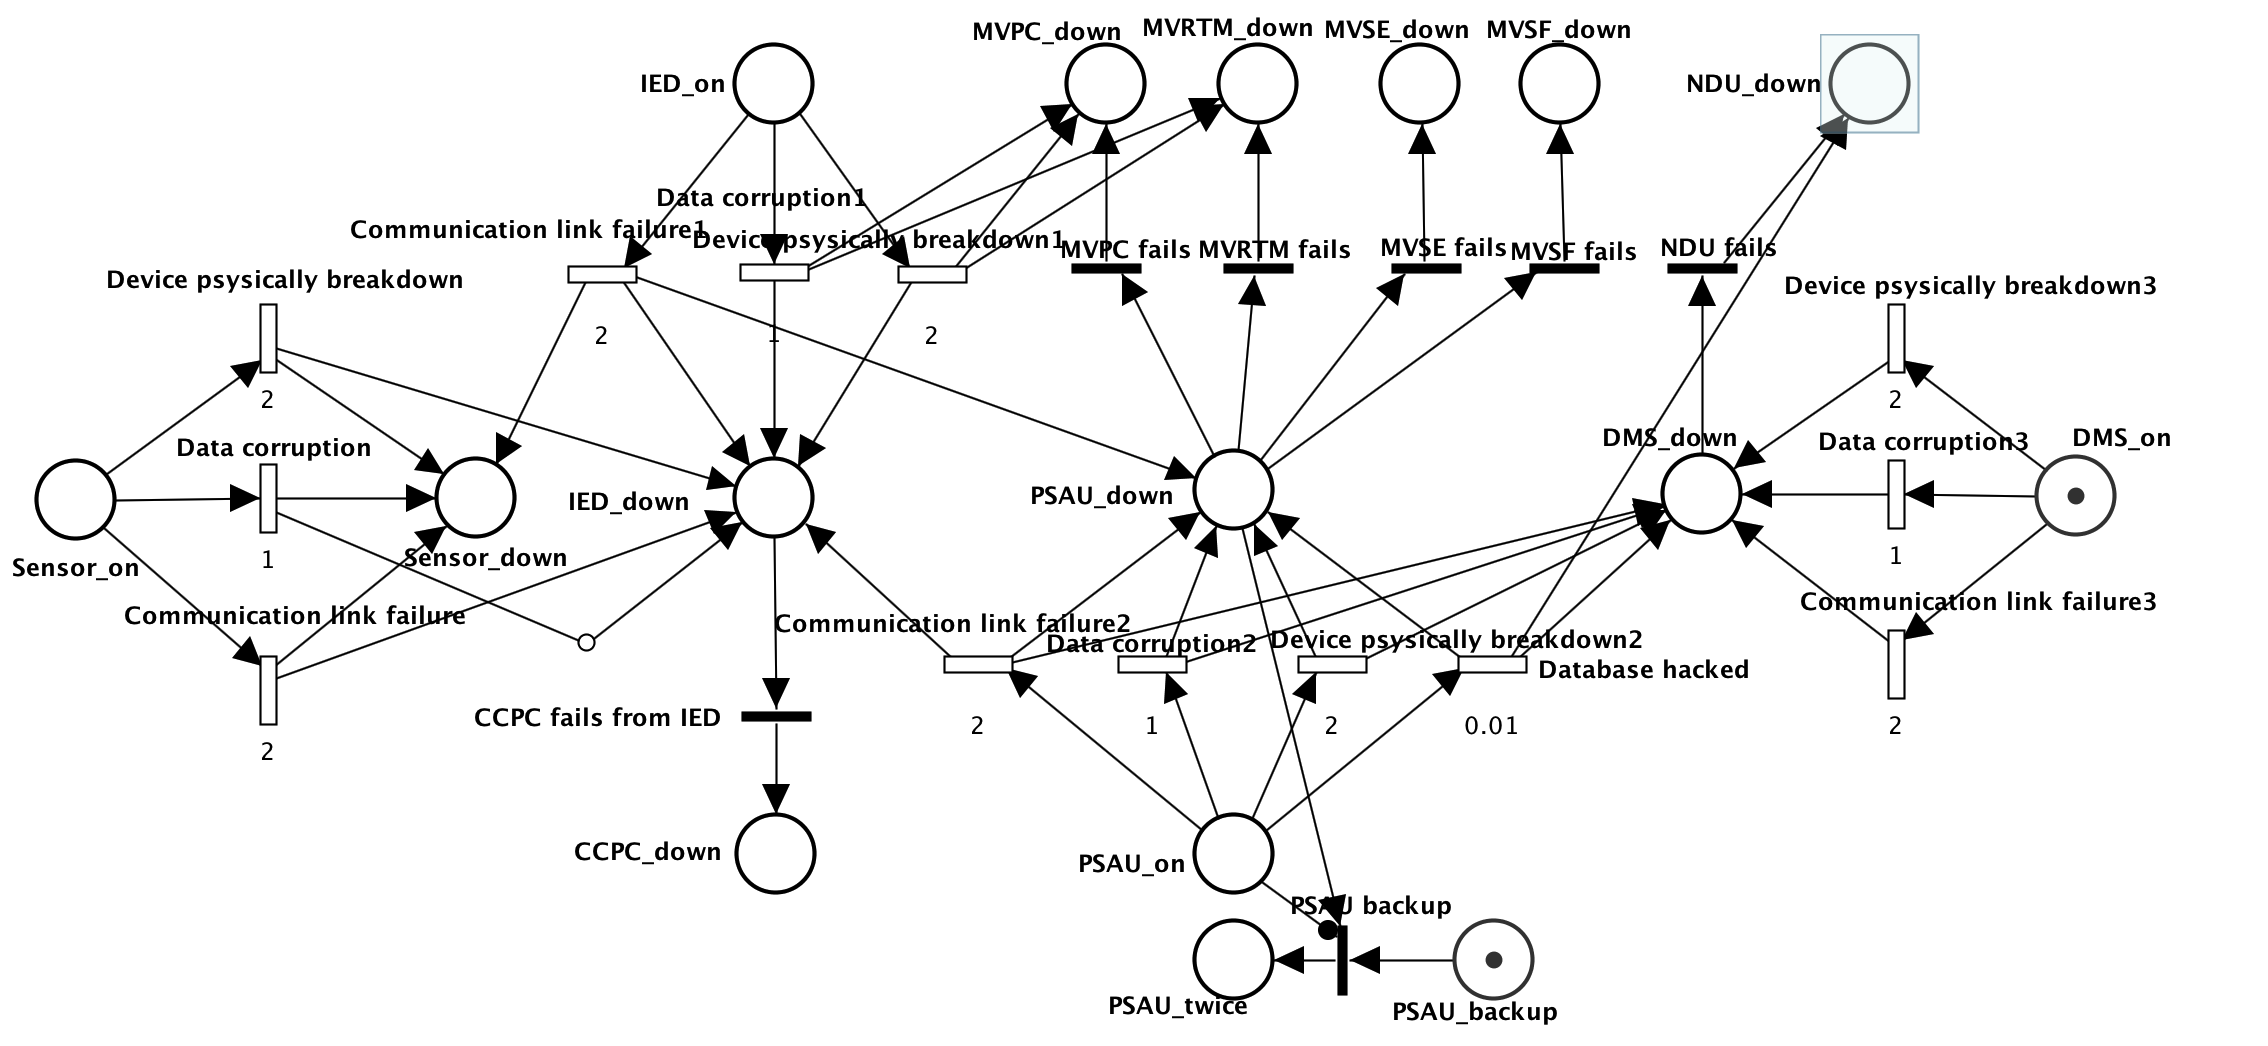 MVPC_down
MVRTM_down
MVSE_down
MVSF_down
IED_on
NDU_down
Data corruption1
Communication link failure1
Device psysically breakdown1
MVPC fails
MVRTM fails
MVSE fails
MVSF fails
NDU fails
Device psysically breakdown
Device psysically breakdown3
2
1
2
2
2
Data corruption
DMS_down
Data corruption3
DMS_on
IED_down
PSAU_down
Sensor_on
1
Sensor_down
1
Communication link failure
Communication link failure2
Data corruption2
Device psysically breakdown2
Database hacked
Communication link failure3
2
CCPC fails from IED
2
1
2
0.01
2
CCPC_down
PSAU_on
PSAU backup
PSAU_twice
PSAU_backup